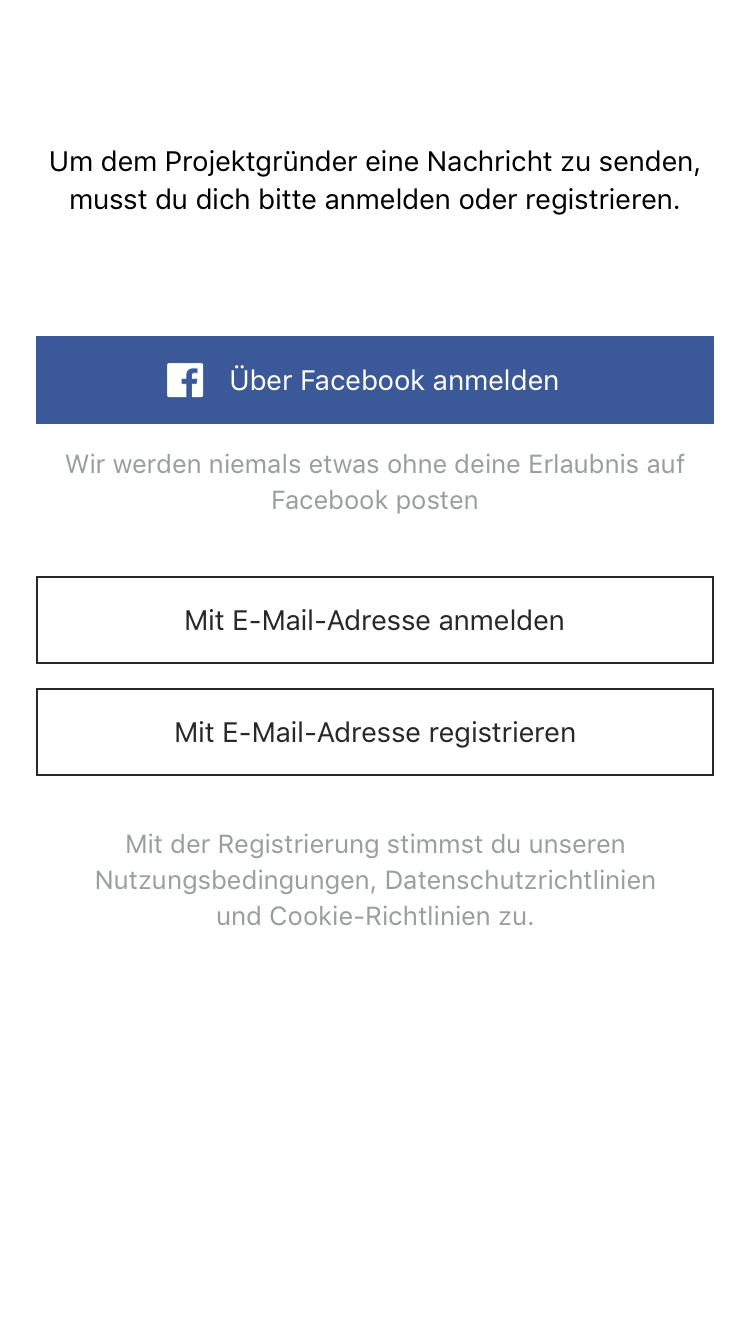 Um dem Projektgründer eine Nachricht zu senden,
musst du dich bitte anmelden oder registrieren.
Über Facebook anmelden
Wir werden niemals etwas ohne deine Erlaubnis auf
Facebook posten
Mit E-Mail-Adresse anmelden
Mit E-Mail-Adresse registrieren
Mit der Registrierung stimmst du unseren
Nutzungsbedingungen, Datenschutzrichtlinien
und Cookie-Richtlinien zu.